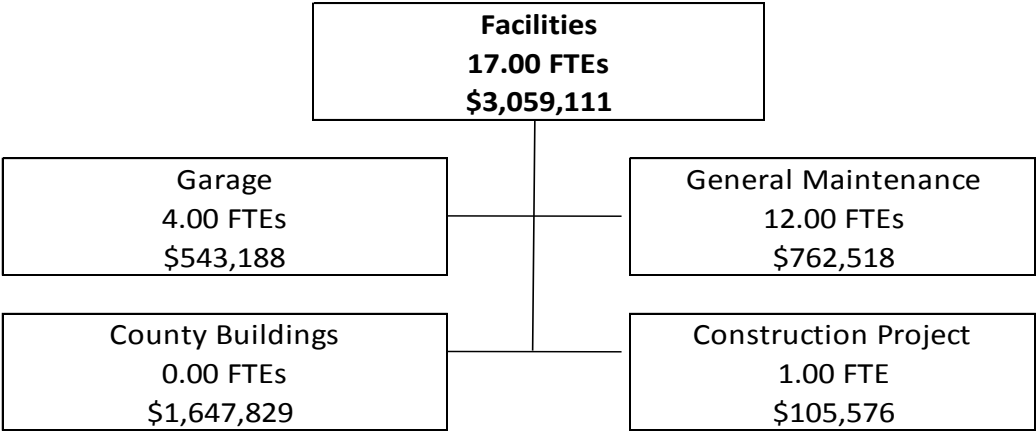 Facilities
17.00 FTEs
$3,059,111
Garage
4.00 FTEs
$543,188
General Maintenance
12.00 FTEs
$762,518
County Buildings
0.00 FTEs
$1,647,829
Construction Project
1.00 FTE
$105,576